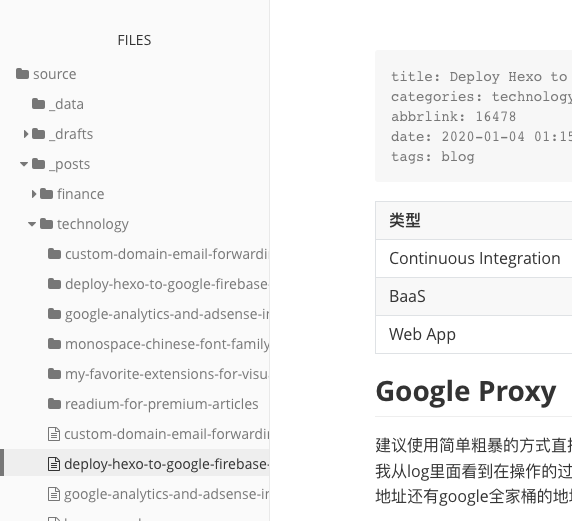 FILES
source
_data
_drafts
_posts
finance
technology
custom-domain-email-forwardi
deploy-hexo-to-google-firebase-
google-analytics-and-adsense-in
monospace-chinese-font-family
my-favorite-extensions-for-visu
readium-for-premium-articles
custom-domain-email-forwardin
deploy-hexo-to-google-firebase-
google-analytics-and-adsense-in
title: Deploy Hexo to
categories: technology
abbrlink: 16478
date: 2020-01-04 01:15
tags: blog
类型
Continuous Integration
BaaS
Web App
Google Proxy
建议使用简单粗暴的方式直接
我从log里面看到在操作的过
地址还有google全家桶的地址